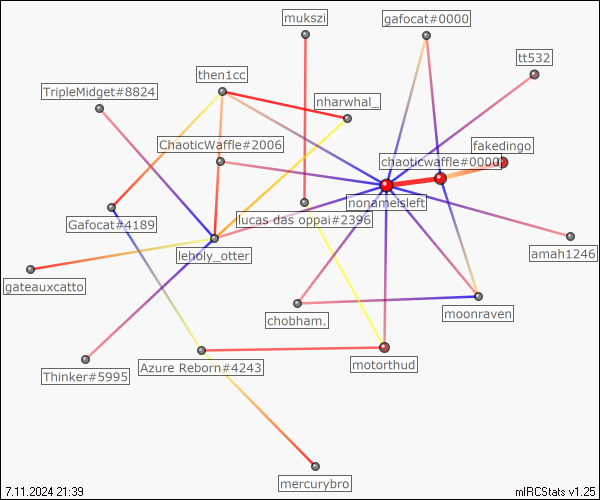 mukszi
gafocat#0000
tt532
then1cc
TripleMidget#8824
nharwhal_
ChaoticWaffle#2006
fakedingo
chaoticwaffle#0000
nonameisleft
Gafocat#4189
lucas das oppai#2396
leholy_otter
amah1246
gateauxcatto
chobham.
moonraven
Thinker#5995
Azure Reborn#4243
motorthud
mercurybro
7.11.2024 21:39
mIRCStats v1.25